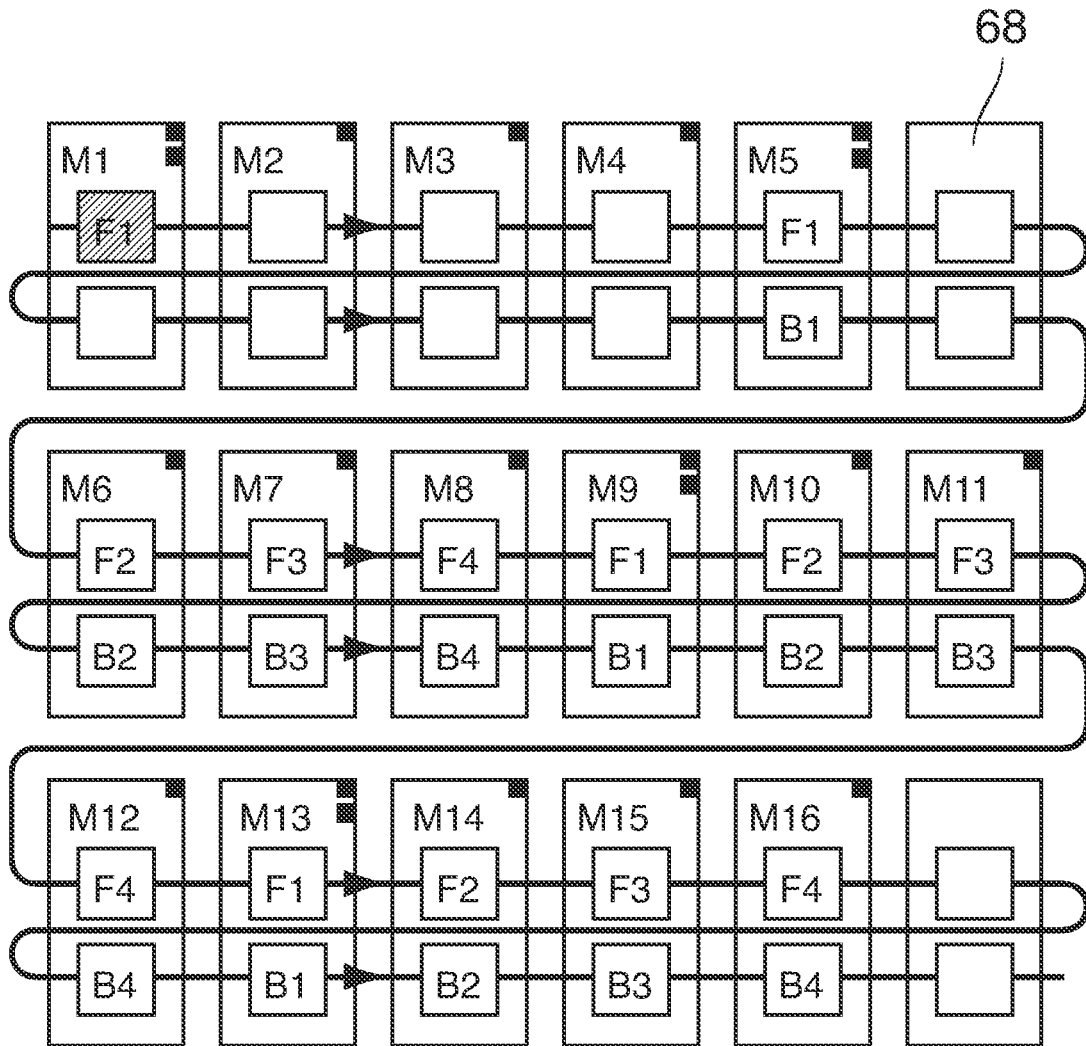 68
M1 M2 M3 M4 M5
F1 F1
B1
M6 M7 M8 M9 M10 M11
F2 F3 F4 F1 F2 F3
B2 B3 B4 B1 B2 B3
M12 M13 M14 M15 M16
F4 F1 F2 F3 F4
B4 B1 B2 B3 B4